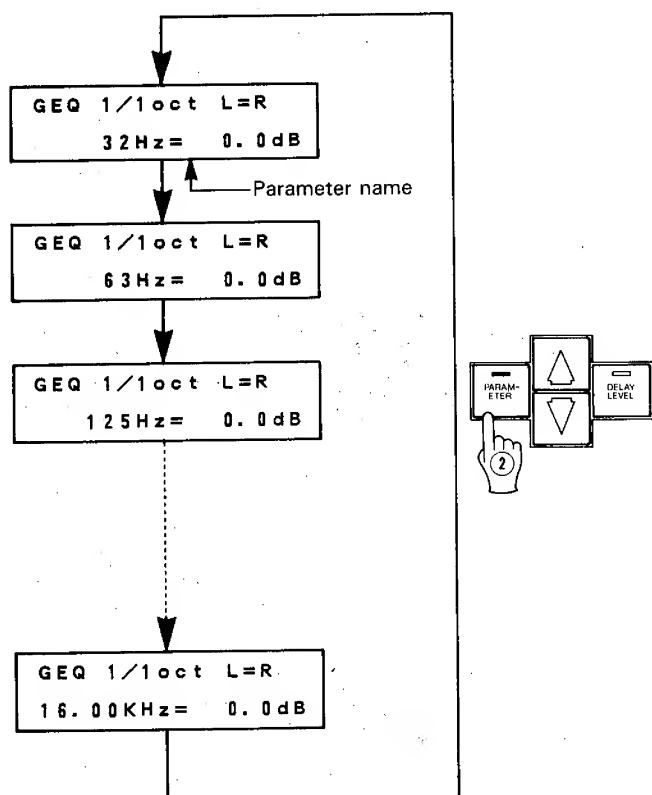 GEQ 1/1oct L=R
32Hz= 0.0dB
Parameter name
GEQ 1/1oct L=R
63Hz= 0.0dB
GEQ 1/1oct L=R
125Hz= 0.0dB
PARAM-
ETER
DELAY
LEVEL
2
GEQ 1/1oct L=R
16.00KHz= 0.0dB